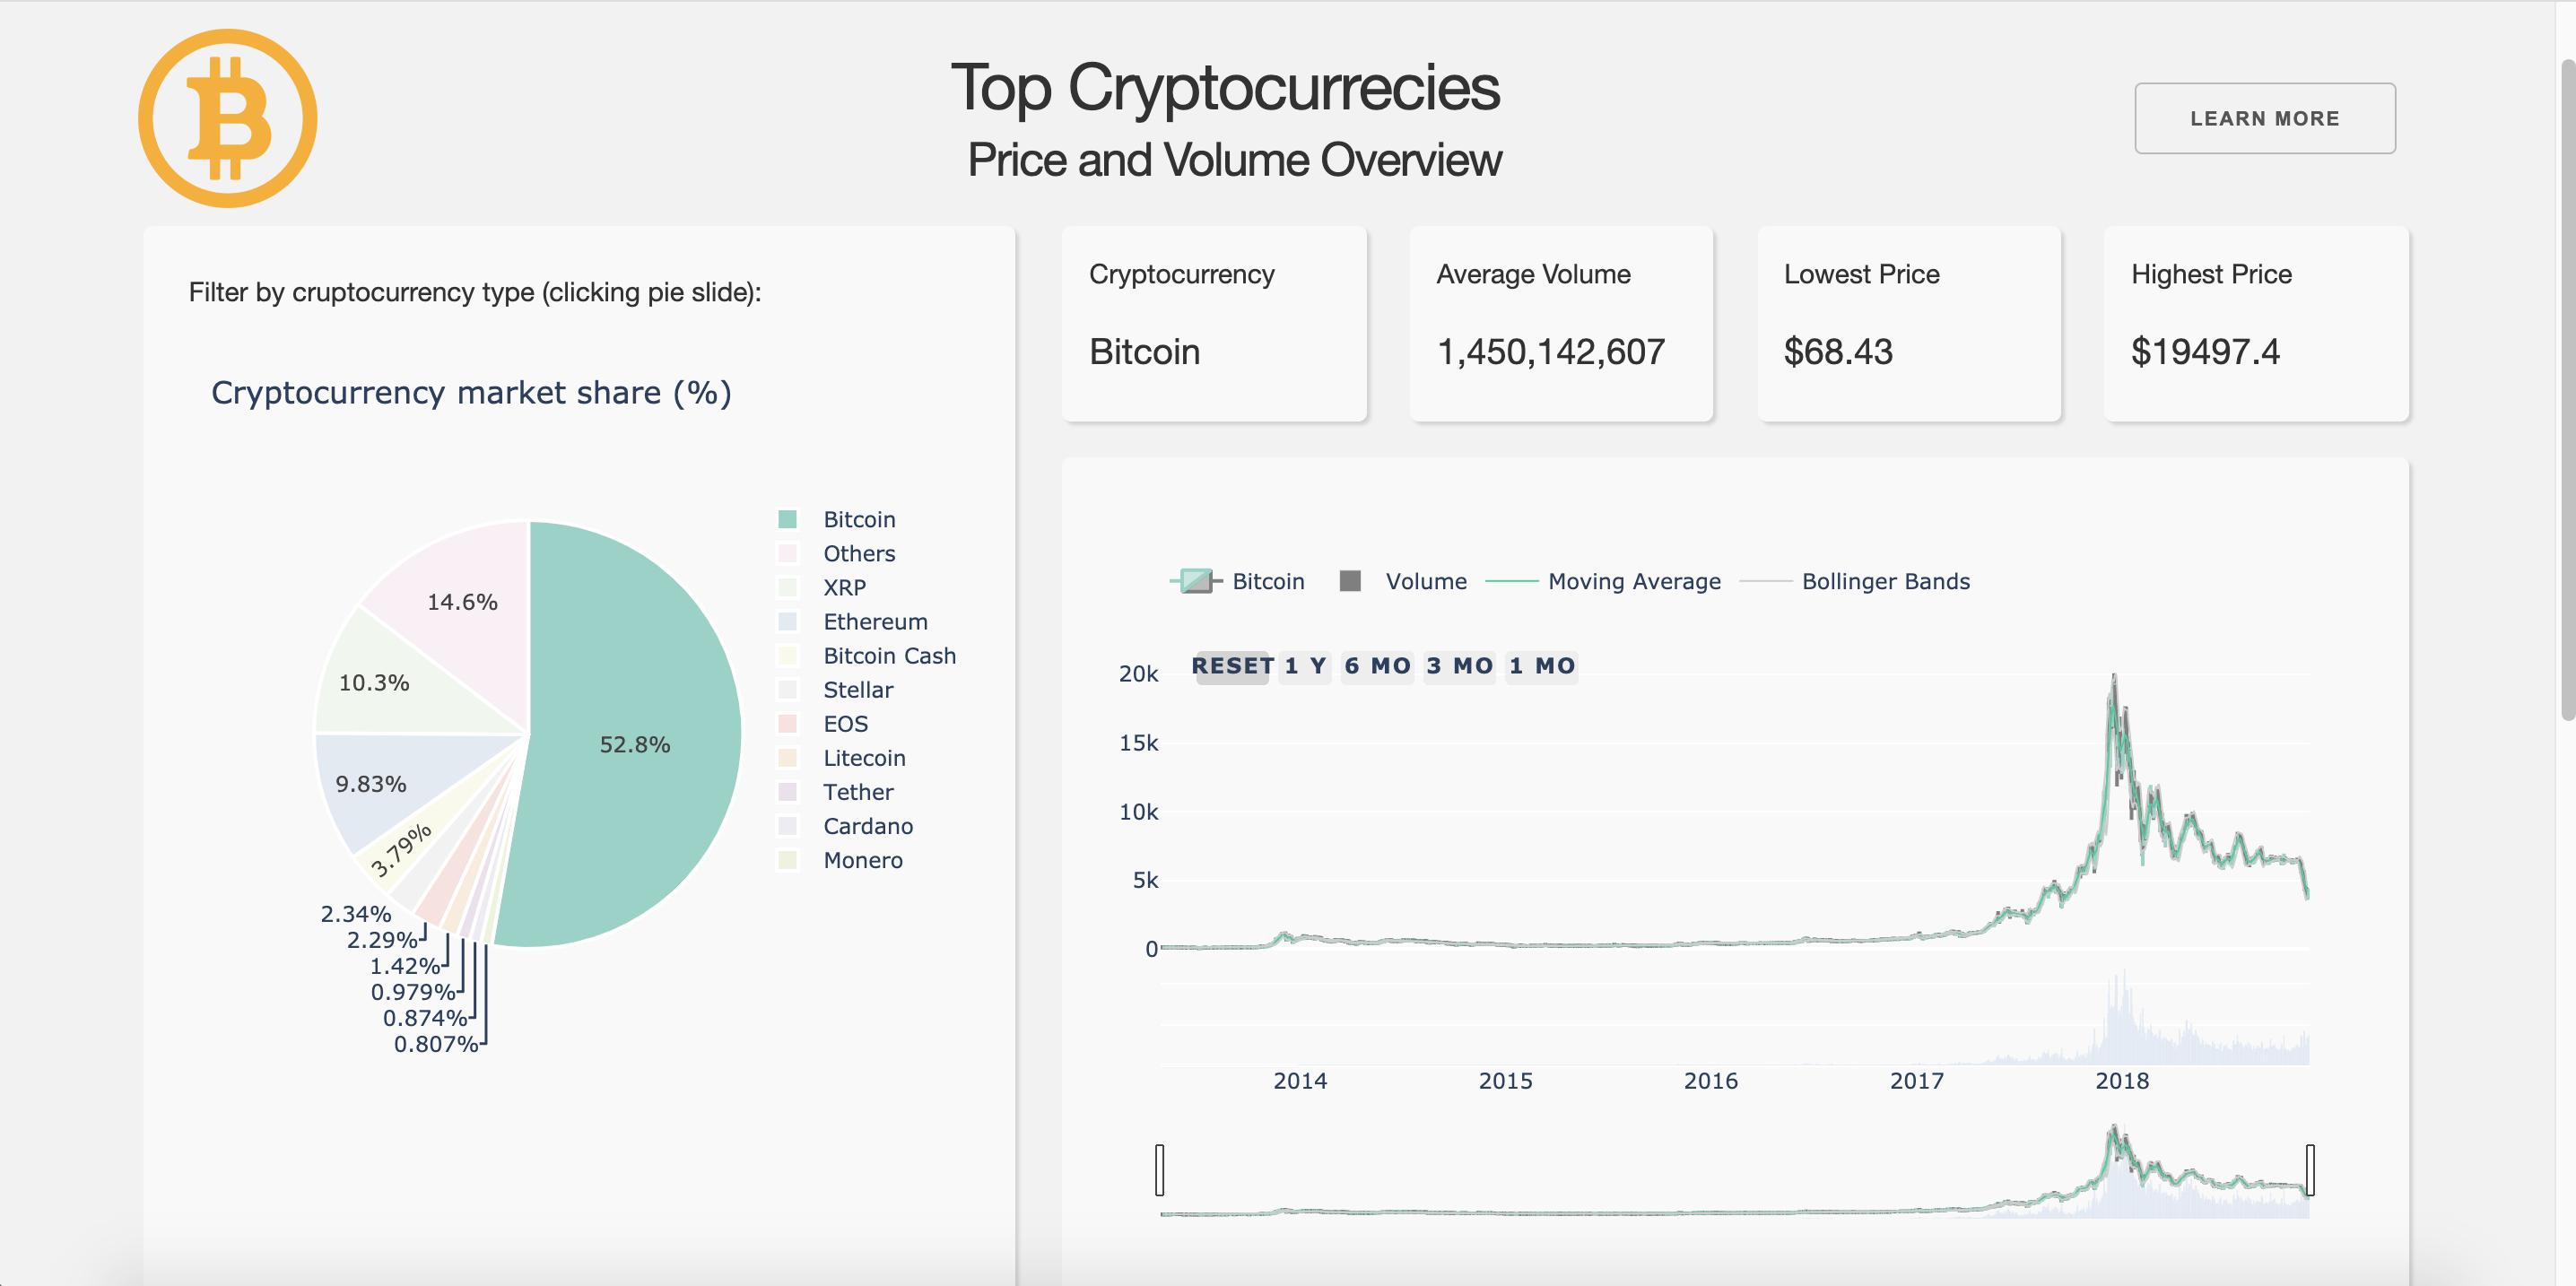 Top Cryptocurrecies
Price and Volume Overview
LEARN MORE
Filter by cruptocurrency type (clicking pie slide):
Cryptocurrency market share (%)
52.8%
14.6%
10.3%
9.83%
3.79%
2.34%
2.29%
1.42%
0.979%
0.874%
0.807%
Bitcoin
Others
XRP
Ethereum
Bitcoin Cash
Stellar
EOS
Litecoin
Tether
Cardano
Monero
Cryptocurrency
Bitcoin
Average Volume
1,450,142,607
Lowest Price
$68.43
Highest Price
$19497.4
Bitcoin Volume Moving Average Bollinger Bands
RESET 1 Y 6 MO 3 MO 1 MO
20k
15k
10k
5k
0
2014 2015 2016 2017 2018